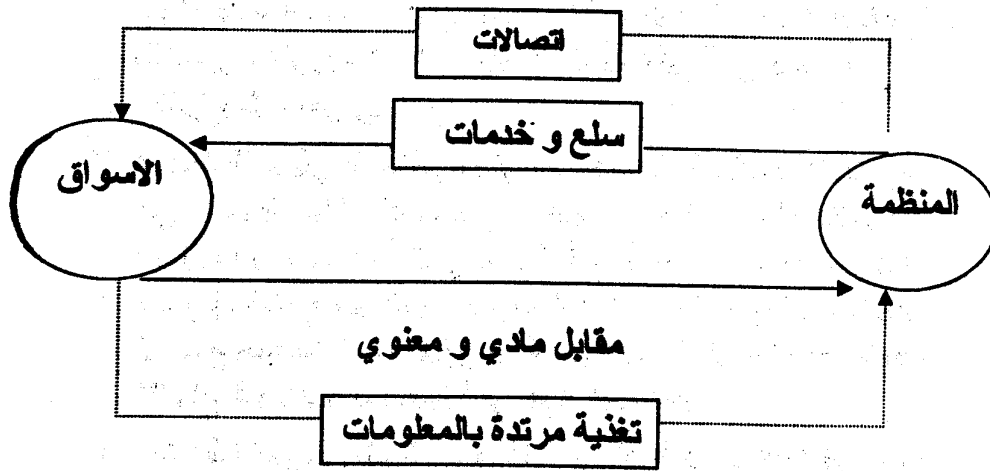 اتصالات
سلع و خدمات
المنظمة
الاسواق
مقابل مادي و معنوي
تغذية مرتدة بالمعلومات